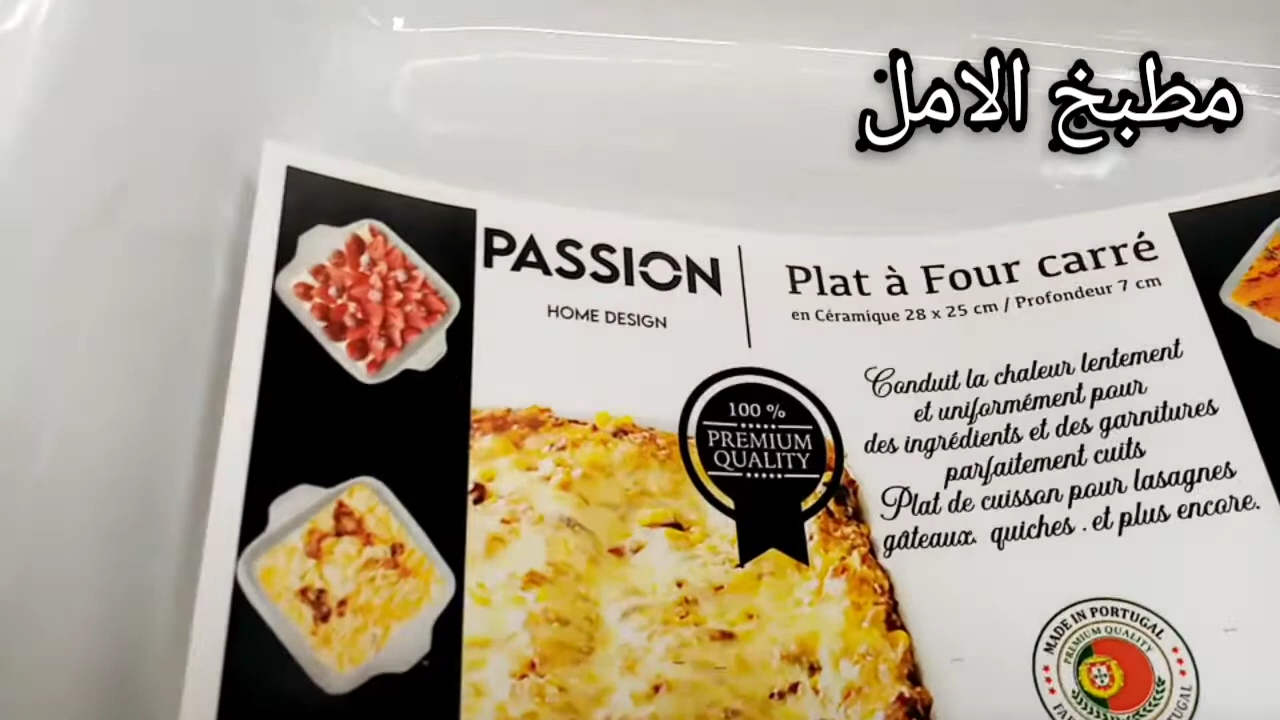 مطبخ الامل
PASSION
HOME DESIGN
Plat à Four carré
en Céramique 28 x 25 cm / Profondeur 7 cm
Conduit la chaleur lentement
et uniformément pour
des ingrédients et des garnitures
parfaitement cuits
Plat de cuisson pour lasagnes
gâteaux. quiches . et plus encore.
100 %
PREMIUM
QUALITY
MADE IN PORTUGAL
PREMIUM QUALITY